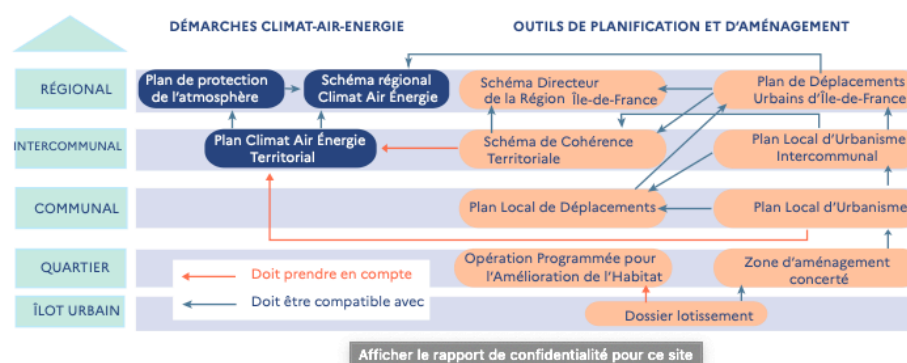 DÉMARCHES CLIMAT-AIR-ENERGIE
OUTILS DE PLANIFICATION ET D'AMÉNAGEMENT
RÉGIONAL
Plan de protection
de l'atmosphère
Schéma régional
Climat Air Énergie
Schéma Directeur
de la Région Île-de-France
Plan de Déplacements
Urbains d'Île-de-France
INTERCOMMUNAL
Plan Climat Air Énergie
Territorial
Schéma de Cohérence
Territoriale
Plan Local d'Urbanisme
Intercommunal
COMMUNAL
Plan Local de Déplacements
Plan Local d'Urbanisme
QUARTIER
Doit prendre en compte
Doit être compatible avec
Opération Programmée pour
l'Amélioration de l'Habitat
Zone d'aménagement
concerté
ÎLOT URBAIN
Dossier lotissement
Afficher le rapport de confidentialité pour ce site